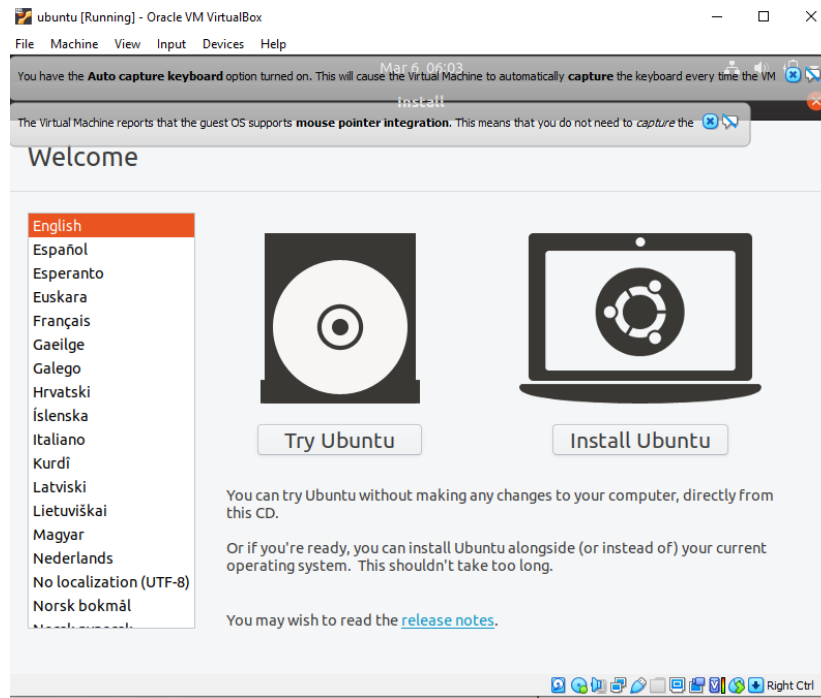 ubuntu [Running] - Oracle VM VirtualBox
File Machine View Input Devices Help
Mar 6 06:03
You have the Auto capture keyboard option turned on. This will cause the Virtual Machine to automatically capture the keyboard every time the VM
Install
The Virtual Machine reports that the guest OS supports mouse pointer integration. This means that you do not need to capture the
Welcome
English
Español
Esperanto
Euskara
Français
Gaeilge
Galego
Hrvatski
Íslenska
Italiano
Kurdî
Latviski
Lietuviškai
Magyar
Nederlands
No localization (UTF-8)
Norsk bokmål
Try Ubuntu
Install Ubuntu
You can try Ubuntu without making any changes to your computer, directly from
this CD.
Or if you're ready, you can install Ubuntu alongside (or instead of) your current
operating system. This shouldn't take too long.
You may wish to read the release notes.
Right Ctrl